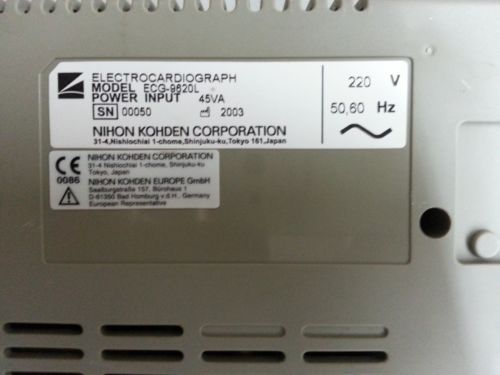 ELECTROCARDIOGRAPH
MODEL ECG-9620L
POWER INPUT 45VA
SN 00050 2003
NIHON KOHDEN CORPORATION
31-4 Nishiochiai 1-chome,Shinjuku-ku,Tokyo 161,Japan
220 V
50,60 Hz
CE 0086
NIHON KOHDEN CORPORATION
31-4 Nishiochiai 1-chome, Shinjuku-ku
Tokyo, Japan
NIHON KOHDEN EUROPE GmbH
Saalburgstraße 157, Bürohaus 1
D-61350 Bad Homburg v.d.H., Germany
European Representative